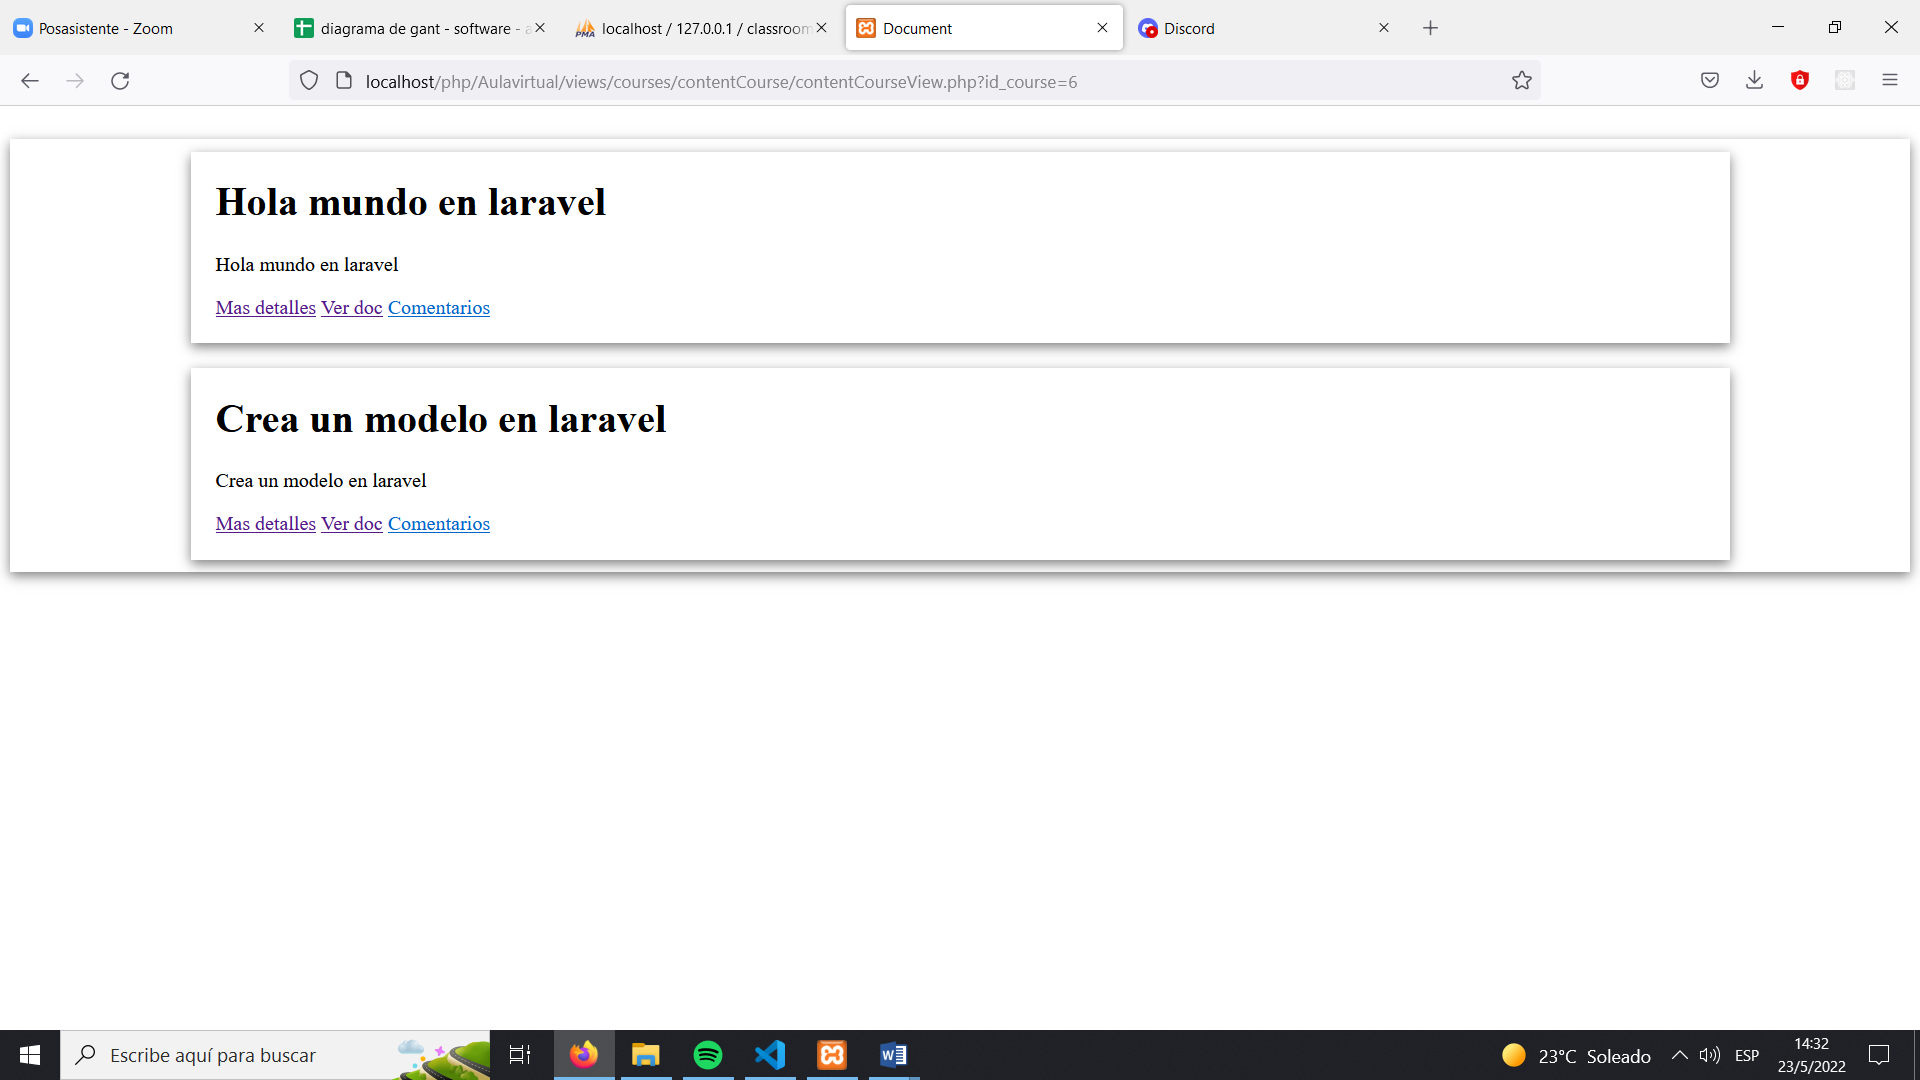 Posasistente - Zoom
diagrama de gant - software - a
localhost / 127.0.0.1 / classroom
Document
Discord
localhost/php/Aulavirtual/views/courses/contentCourse/contentCourseView.php?id_course=6
Hola mundo en laravel
Hola mundo en laravel
Mas detalles Ver doc Comentarios
Crea un modelo en laravel
Crea un modelo en laravel
Mas detalles Ver doc Comentarios
Escribe aquí para buscar
23°C Soleado
ESP
14:32
23/5/2022